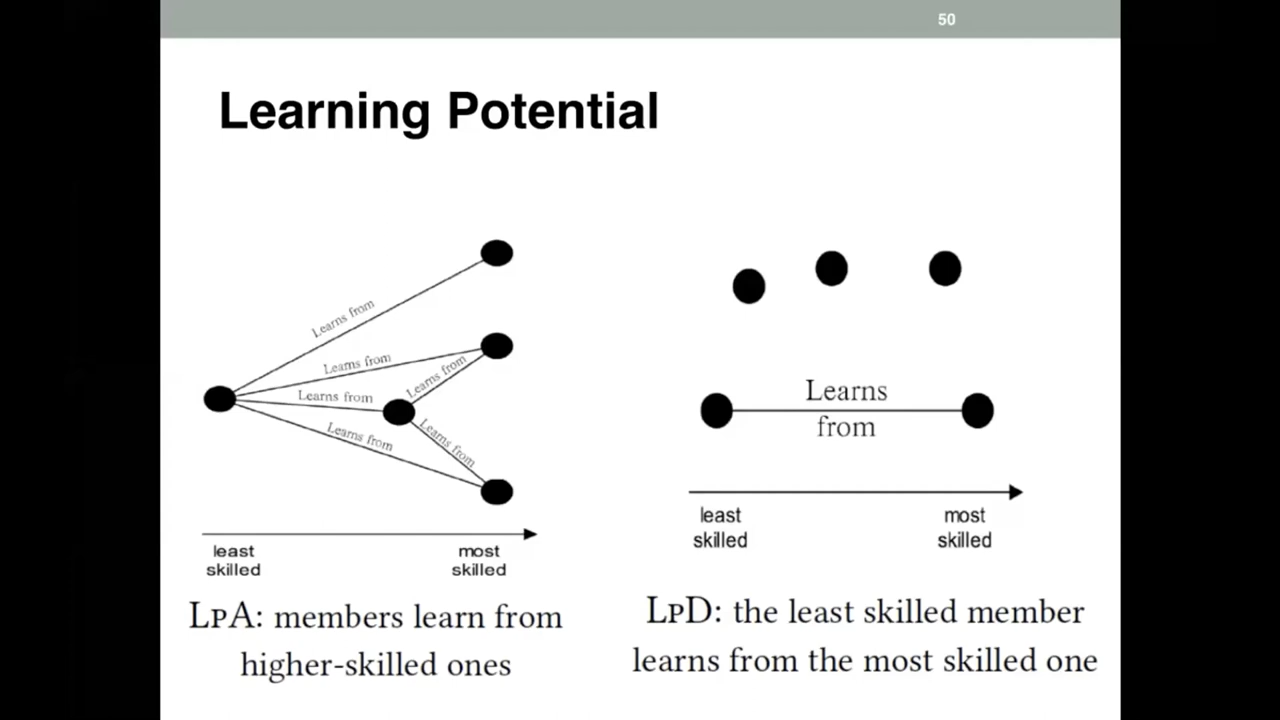 50
Learning Potential
Learns from
Learns from
Learns from
Learns from
Learns from
Learns from
least
skilled
most
skilled
LPA: members learn from
higher-skilled ones
Learns
from
least
skilled
most
skilled
LPD: the least skilled member
learns from the most skilled one